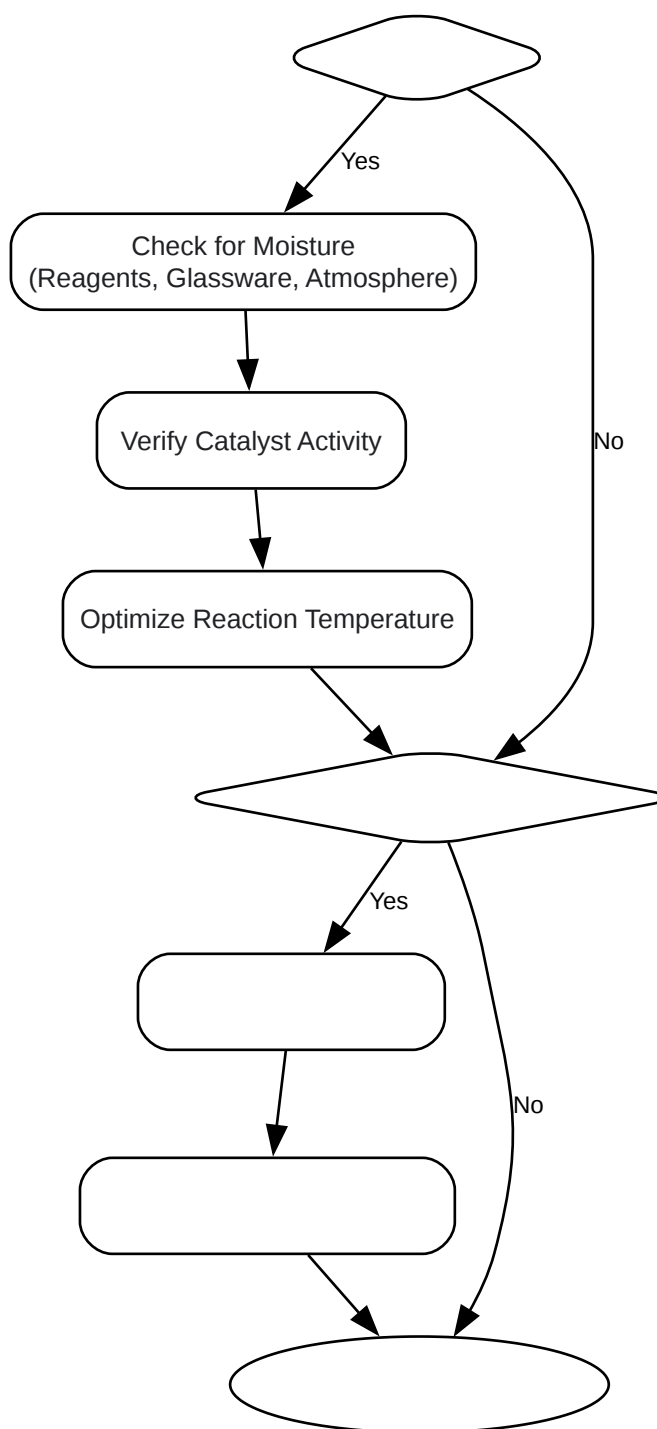 Yes
Check for Moisture
(Reagents, Glassware, Atmosphere)
Verify Catalyst Activity
No
Optimize Reaction Temperature
Yes
No